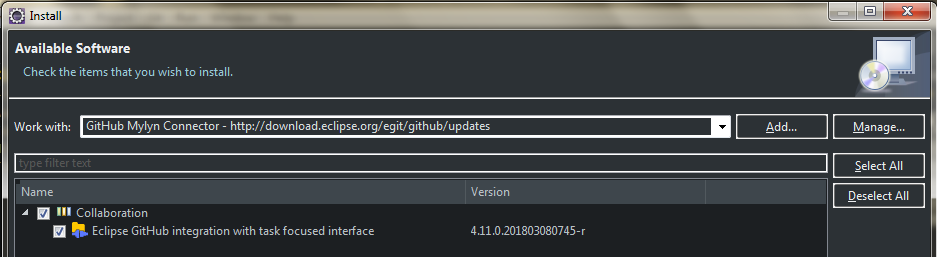 Install
Available Software
Check the items that you wish to install.
Work with: GitHub Mylyn Connector - http://download.eclipse.org/egit/github/updates Add... Manage...
type filter text Select All
Name Version Deselect All
Collaboration
Eclipse GitHub integration with task focused interface 4.11.0.201803080745-r